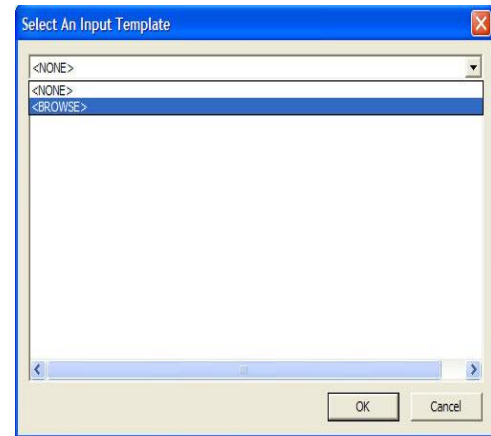 Select An Input Template
<NONE>
<NONE>
<BROWSE>
OK Cancel